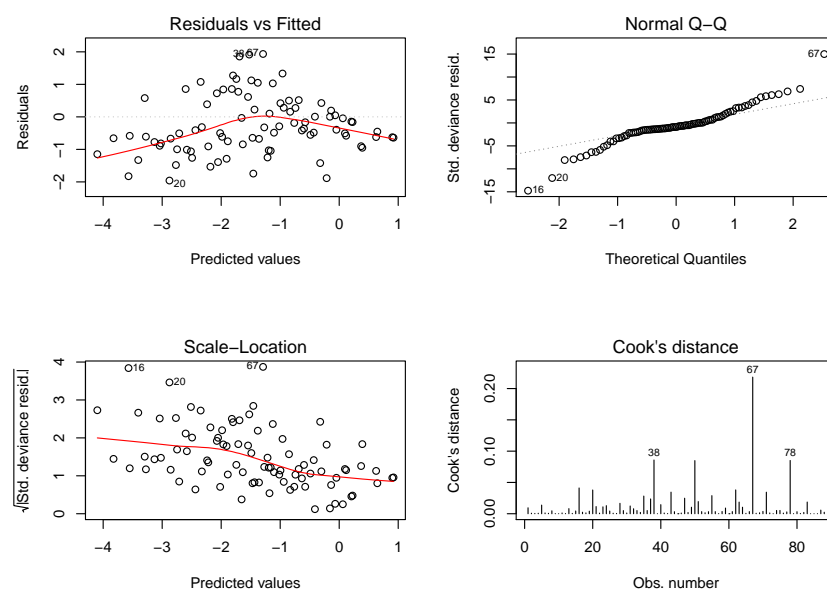 Residuals vs Fitted
Residuals
2
1
0
−1
−2
38
67
20
−4 −3 −2 −1 0 1
Predicted values
Normal Q−Q
Std. deviance resid.
15
5
−5
−15
67
20
16
−2 −1 0 1 2
Theoretical Quantiles
Scale−Location
√|Std. deviance resid.|
4
3
2
1
0
16
67
20
−4 −3 −2 −1 0 1
Predicted values
Cook's distance
Cook's distance
0.20
0.10
0.00
67
38
78
0 20 40 60 80
Obs. number